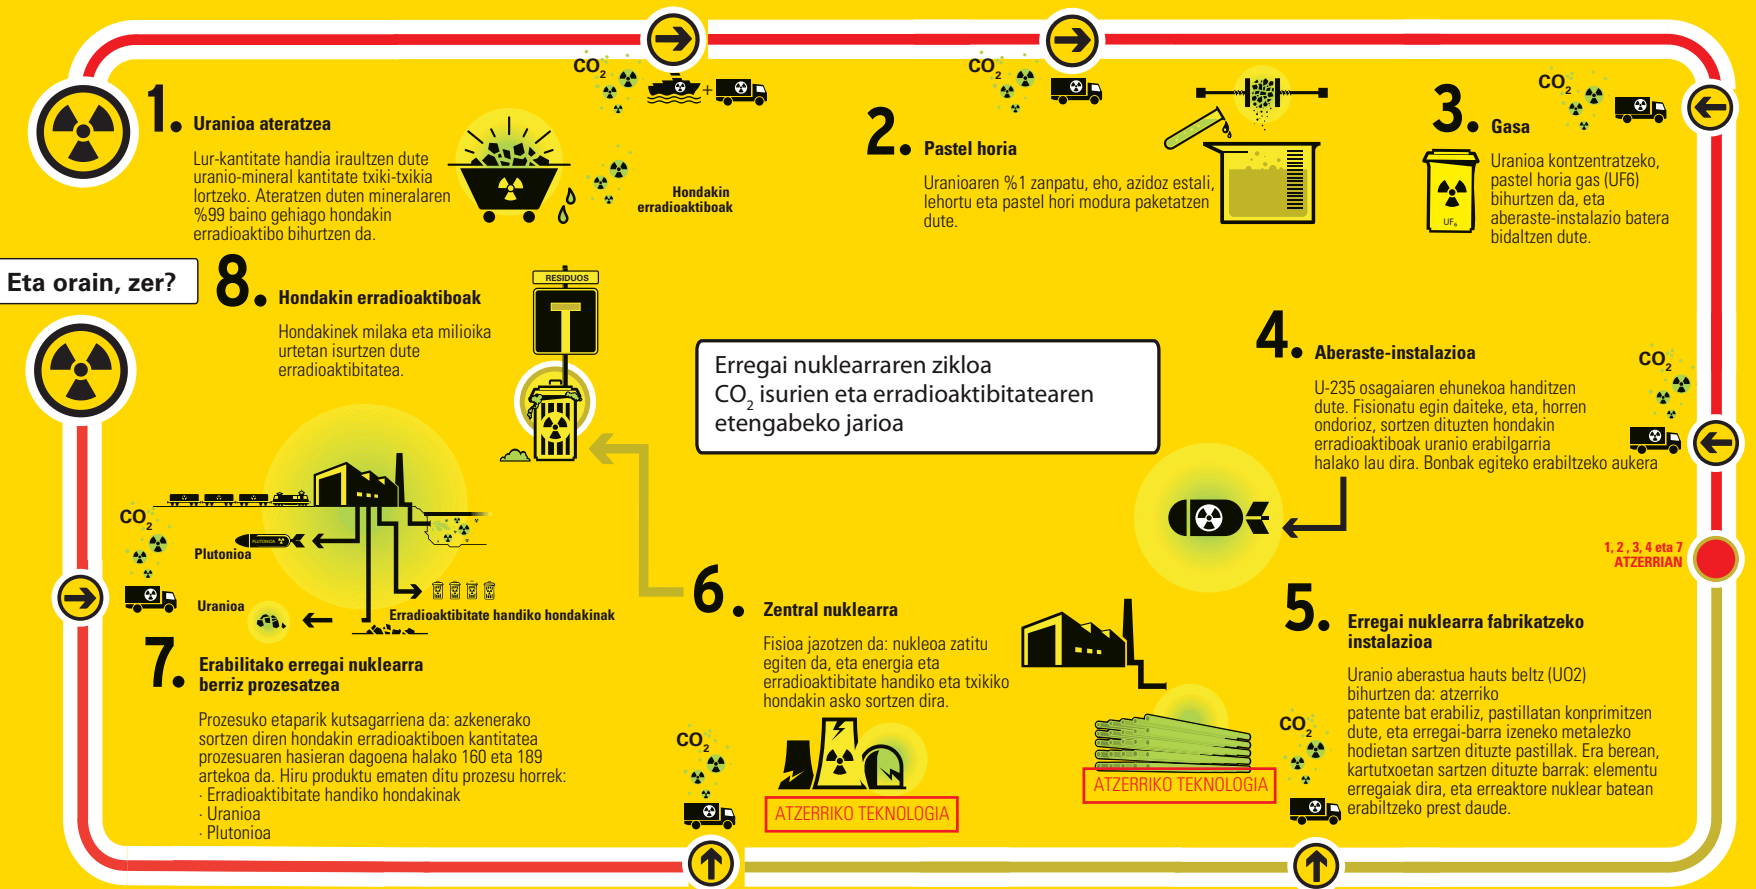 CO2
1. Uranioa ateratzea
Lur-kantitate handia iraultzen dute
uranio-mineral kantitate txiki-txikia
lortzeko. Ateratzen duten mineralaren
%99 baino gehiago hondakin
erradioaktibo bihurtzen da.
+
Hondakin
erradioaktiboak
CO2
2. Pastel horia
Uranioaren %1 zanpatu, eho, azidoz estali,
lehortu eta pastel hori modura paketatzen
dute.
CO2
3. Gasa
Uranioa kontzentratzeko,
pastel horia gas (UF6)
bihurtzen da, eta
aberaste-instalazio batera
bidaltzen dute.
UF6
Eta orain, zer?
8. Hondakin erradioaktiboak
Hondakinek milaka eta milioika
urtetan isurtzen dute
erradioaktibitatea.
RESIDUOS
Erregai nuklearraren zikloa
CO2 isurien eta erradioaktibitatearen
etengabeko jarioa
4. Aberaste-instalazioa
U-235 osagaiaren ehunekoa handitzen
dute. Fisionatu egin daiteke, eta, horren
ondorioz, sortzen dituzten hondakin
erradioaktiboak uranio erabilgarria
halako lau dira. Bonbak egiteko erabiltzeko aukera
CO2
1, 2 , 3, 4 eta 7
ATZERRIAN
5. Erregai nuklearra fabrikatzeko
instalazioa
Uranio aberastua hauts beltz (UO2)
bihurtzen da: atzerriko
patente bat erabiliz, pastillatan konprimitzen
dute, eta erregai-barra izeneko metalezko
hodietan sartzen dituzte pastillak. Era berean,
kartutxoetan sartzen dituzte barrak: elementu
erregaiak dira, eta erreaktore nuklear batean
erabiltzeko prest daude.
CO2
ATZERRIKO TEKNOLOGIA
6. Zentral nuklearra
Fisioa jazotzen da: nukleoa zatitu
egiten da, eta energia eta
erradioaktibitate handiko eta txikiko
hondakin asko sortzen dira.
CO2
ATZERRIKO TEKNOLOGIA
CO2
PLUTONIOA
Plutonioa
Uranioa
Erradioaktibitate handiko hondakinak
7. Erabilitako erregai nuklearra
berriz prozesatzea
Prozesuko etaparik kutsagarriena da: azkenerako
sortzen diren hondakin erradioaktiboen kantitatea
prozesuaren hasieran dagoena halako 160 eta 189
artekoa da. Hiru produktu ematen ditu prozesu horrek:
· Erradioaktibitate handiko hondakinak
· Uranioa
· Plutonioa